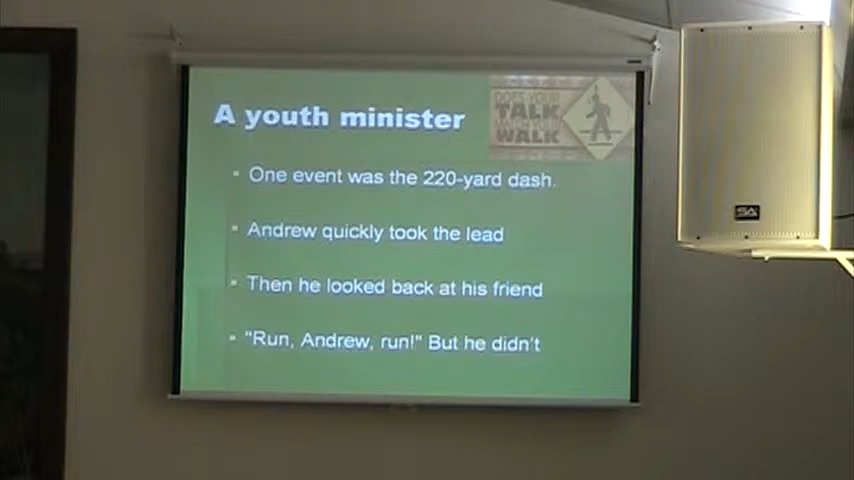 A youth minister
DOES YOUR
TALK
WALK
One event was the 220-yard dash.
Andrew quickly took the lead
Then he looked back at his friend
"Run, Andrew, run!" But he didn't
SA